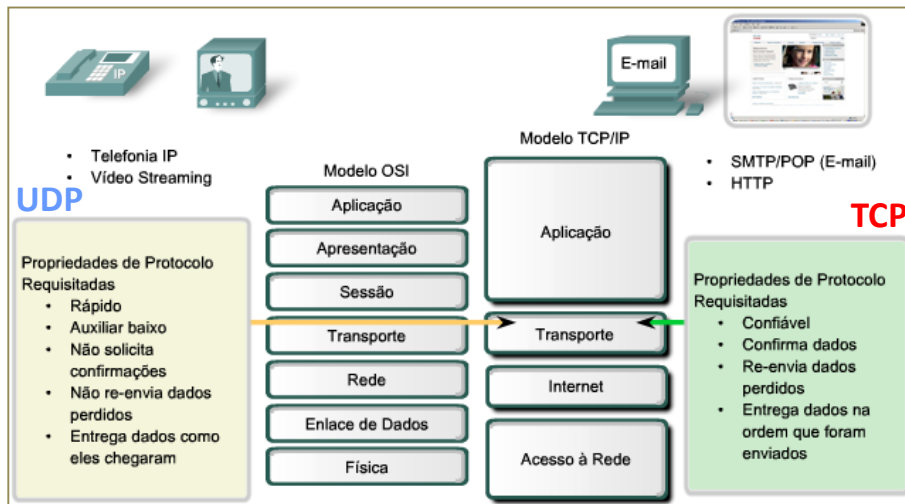 IP
E-mail
• Telefonia IP
• Vídeo Streaming
UDP
Propriedades de Protocolo
Requisitadas
• Rápido
• Auxiliar baixo
• Não solicita
confirmações
• Não re-envia dados
perdidos
• Entrega dados como
eles chegaram
Modelo OSI
Aplicação
Apresentação
Sessão
Transporte
Rede
Enlace de Dados
Física
Modelo TCP/IP
Aplicação
Transporte
Internet
Acesso à Rede
• SMTP/POP (E-mail)
• HTTP
TCP
Propriedades de Protocolo
Requisitadas
• Confiável
• Confirma dados
• Re-envia dados
perdidos
• Entrega dados na
ordem que foram
enviados